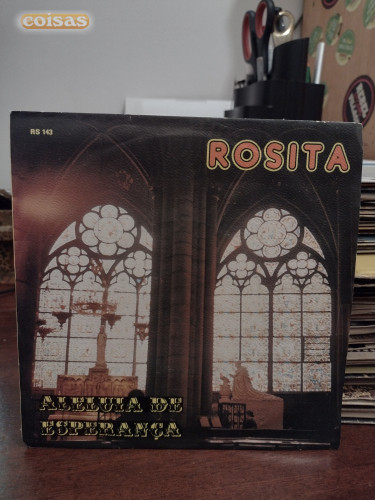 coisas
RS 143
ROSITA
ALELUIA DE
ESPERANÇA